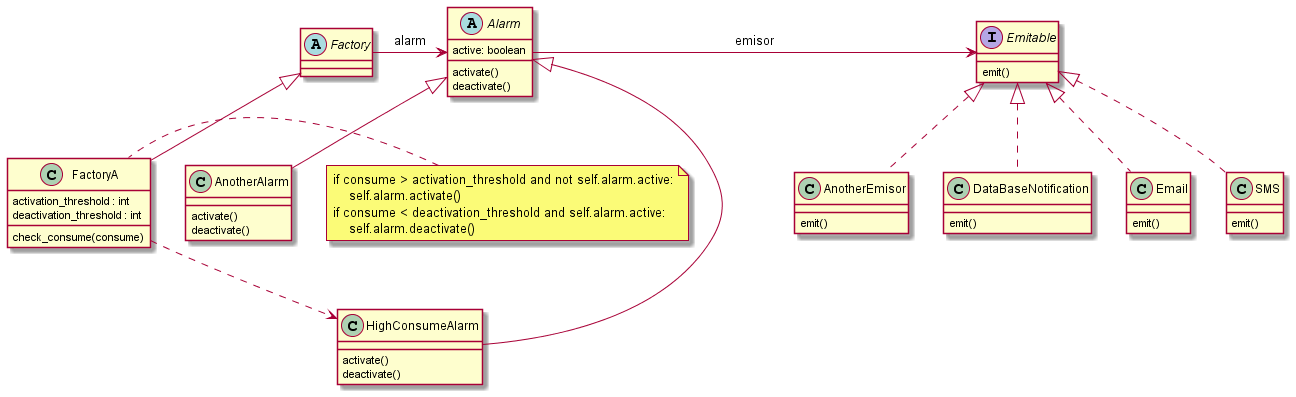 A Factory
alarm
A Alarm
active: boolean
activate()
deactivate()
emisor
I Emitable
emit()
C FactoryA
activation_threshold : int
deactivation_threshold : int
check_consume(consume)
C AnotherAlarm
activate()
deactivate()
if consume > activation_threshold and not self.alarm.active:
self.alarm.activate()
if consume < deactivation_threshold and self.alarm.active:
self.alarm.deactivate()
C AnotherEmisor
emit()
C DataBaseNotification
emit()
C Email
emit()
C SMS
emit()
C HighConsumeAlarm
activate()
deactivate()